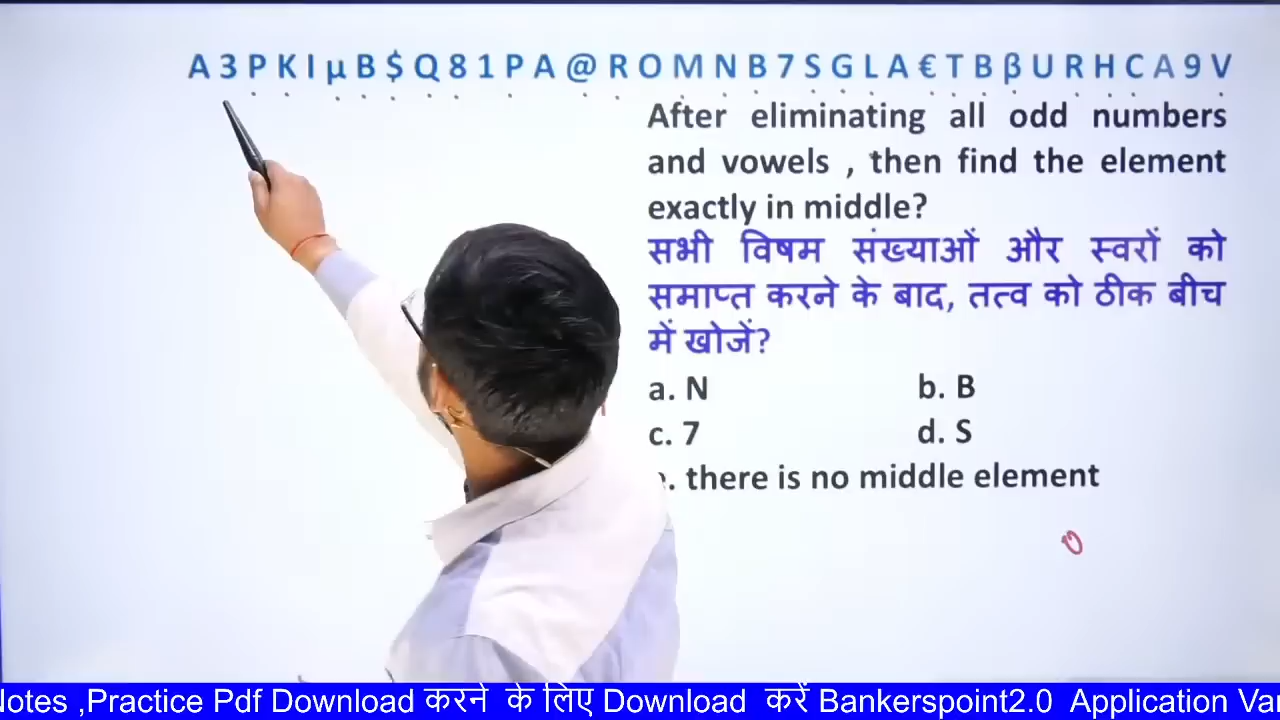 A 3 P K I µ B $ Q 8 1 P A @ R O M N B 7 S G L A € T B β U R H C A 9 V
After eliminating all odd numbers
and vowels , then find the element
exactly in middle?
सभी विषम संख्याओं और स्वरों को
समाप्त करने के बाद, तत्व को ठीक बीच
में खोजें?
a. N b. B
c. 7 d. S
. there is no middle element
Notes ,Practice Pdf Download करने के लिए Download करें Bankerspoint2.0 Application